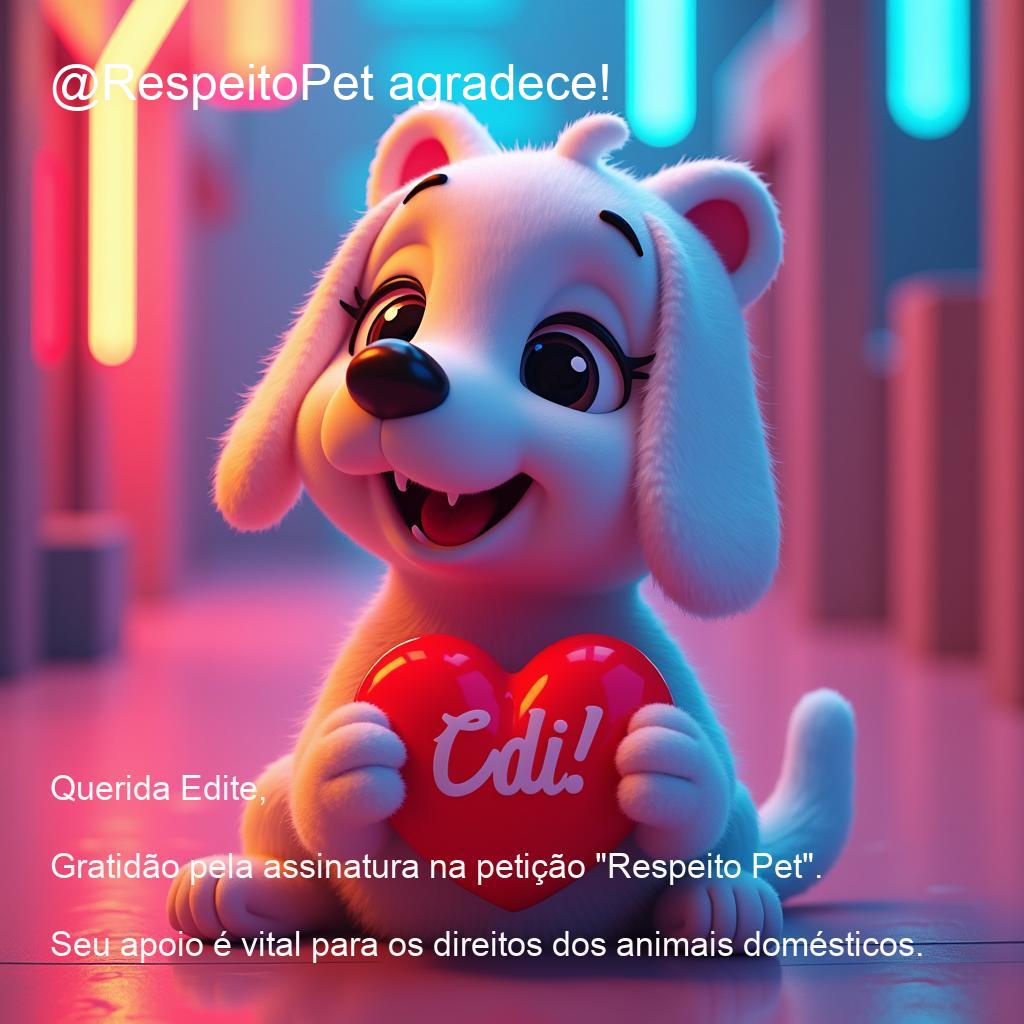 @RespeitoPet agradece!
Cdi!
Querida Edite,
Gratidão pela assinatura na petição "Respeito Pet".
Seu apoio é vital para os direitos dos animais domésticos.